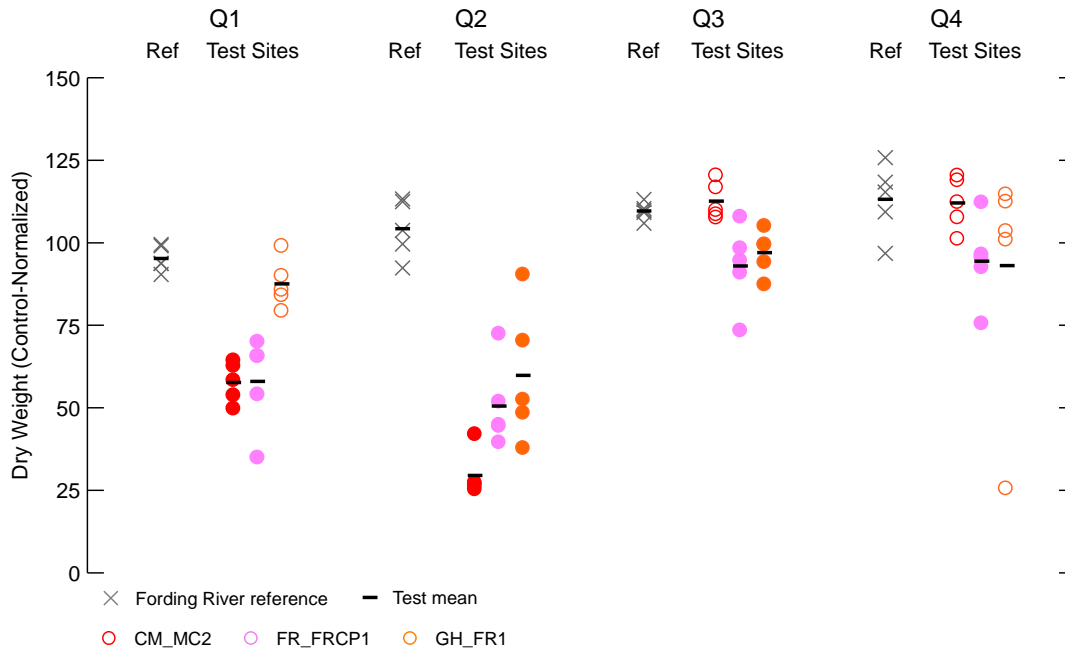 Q1 Q2 Q3 Q4
Ref Test Sites Ref Test Sites Ref Test Sites Ref Test Sites
150
125
100
75
50
25
0
Dry Weight (Control-Normalized)
Fording River reference Test mean
CM_MC2 FR_FRCP1 GH_FR1